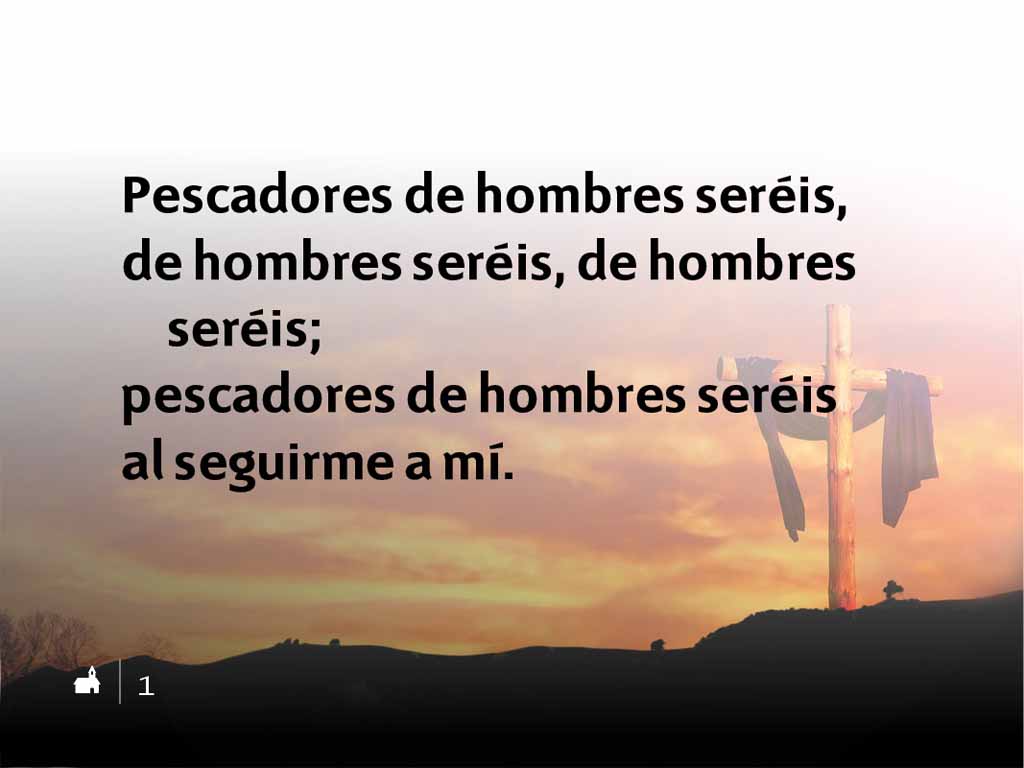 Pescadores de hombres seréis,
de hombres seréis, de hombres
seréis;
pescadores de hombres seréis
al seguirme a mí.
1